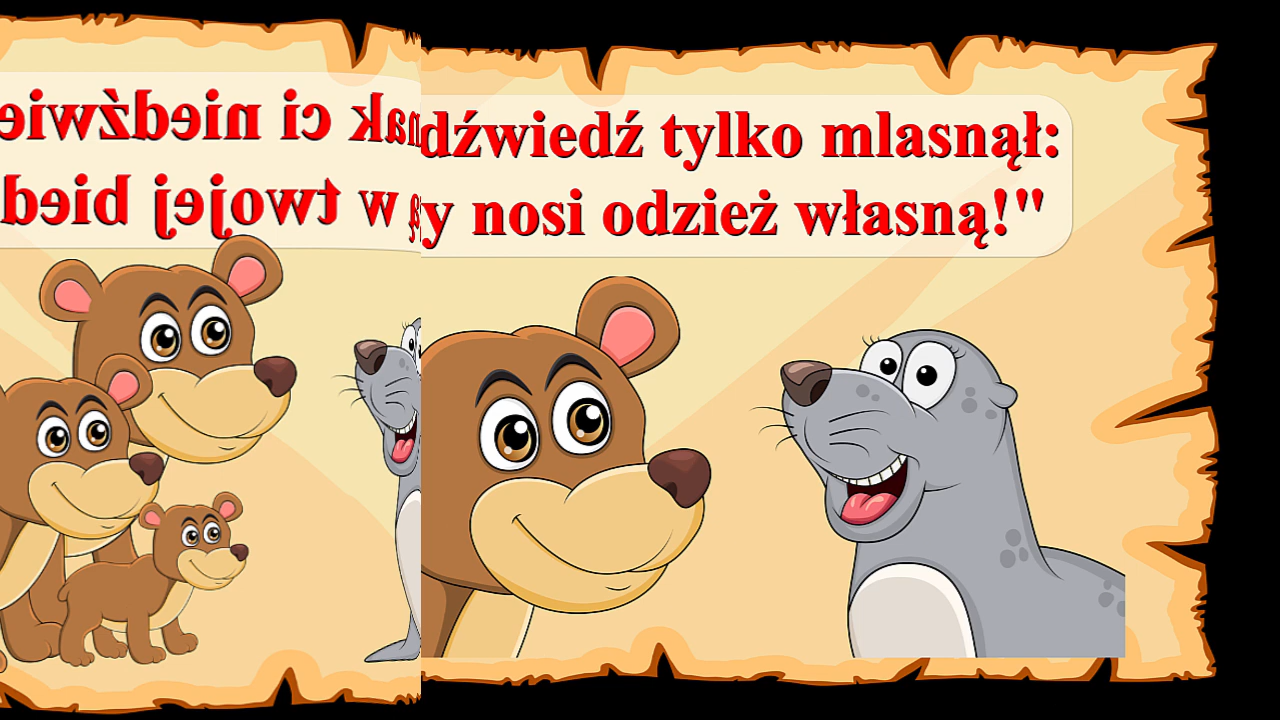 ak ci niedźwie
w twojej bied
dźwiedź tylko mlasnął:
y nosi odzież własną!"